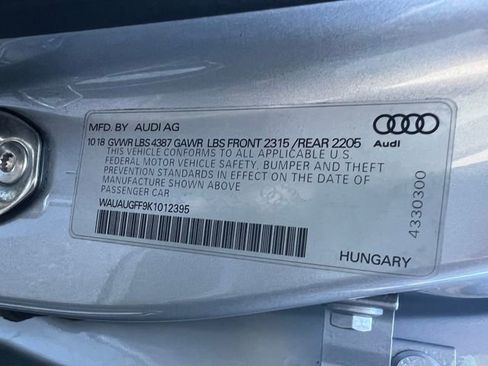 MFD. BY AUDI AG
10 18 GVWR LBS 4387 GAWR LBS FRONT 2315 /REAR 2205
THIS VEHICLE CONFORMS TO ALL APPLICABLE U.S.
FEDERAL MOTOR VEHICLE SAFETY, BUMPER AND THEFT
PREVENTION STANDARDS IN EFFECT ON THE DATE OF
MANUFACTURE SHOWN ABOVE
PASSENGER CAR
WAUAUGFF9K1012395
Audi
4330300
HUNGARY